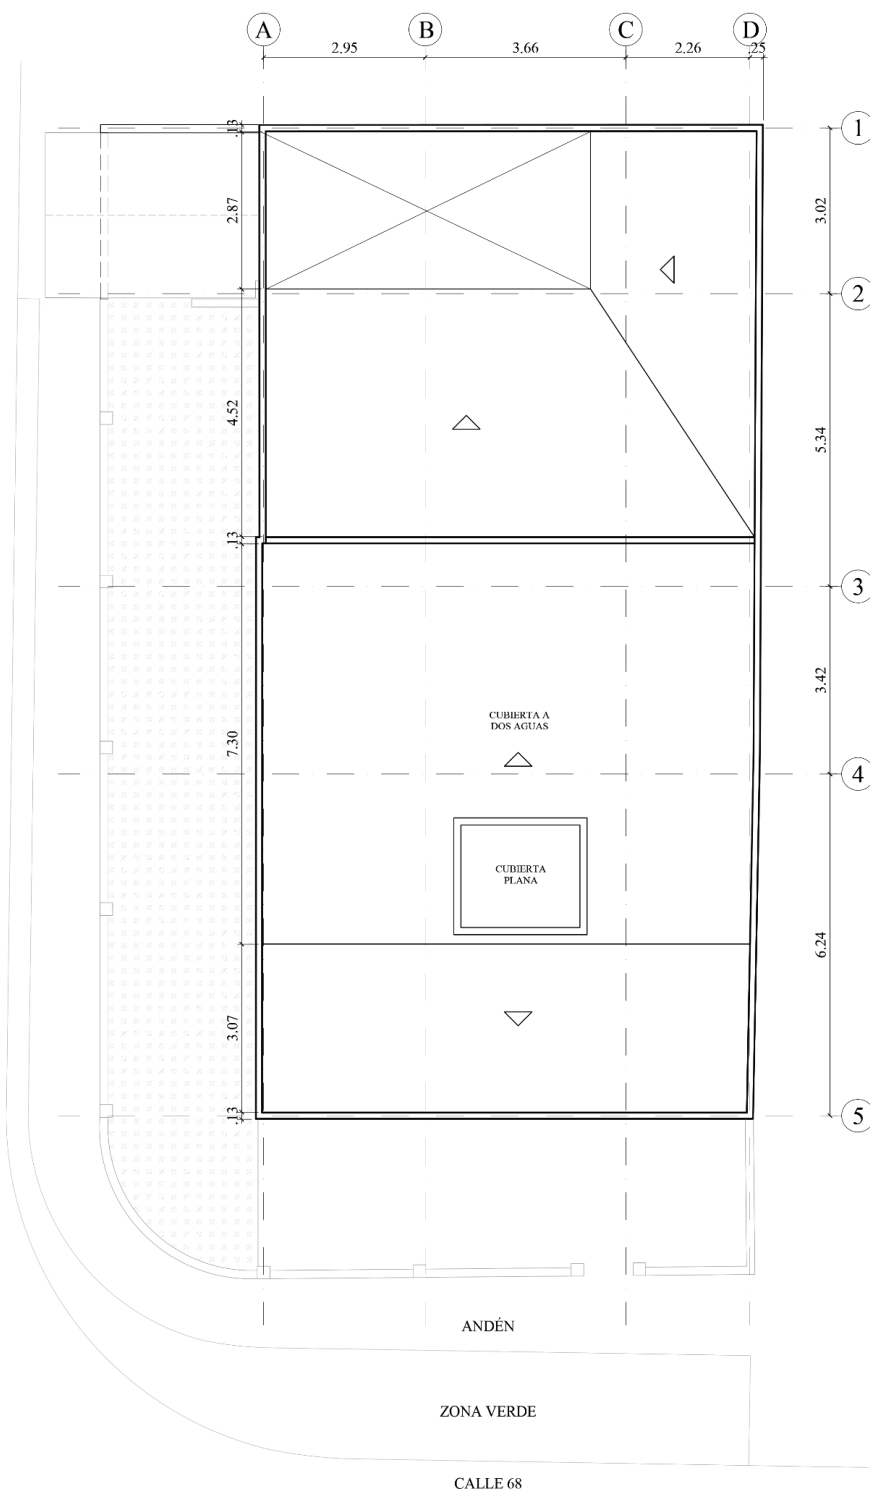 A B C D
2.95 3.66 2.26 .25
1
.13
2.87 3.02
2
4.52 5.34
.13
3
3.42
CUBIERTA A
DOS AGUAS
7.30
4
CUBIERTA
PLANA
6.24
3.07
.13
5
ANDÉN
ZONA VERDE
CALLE 68